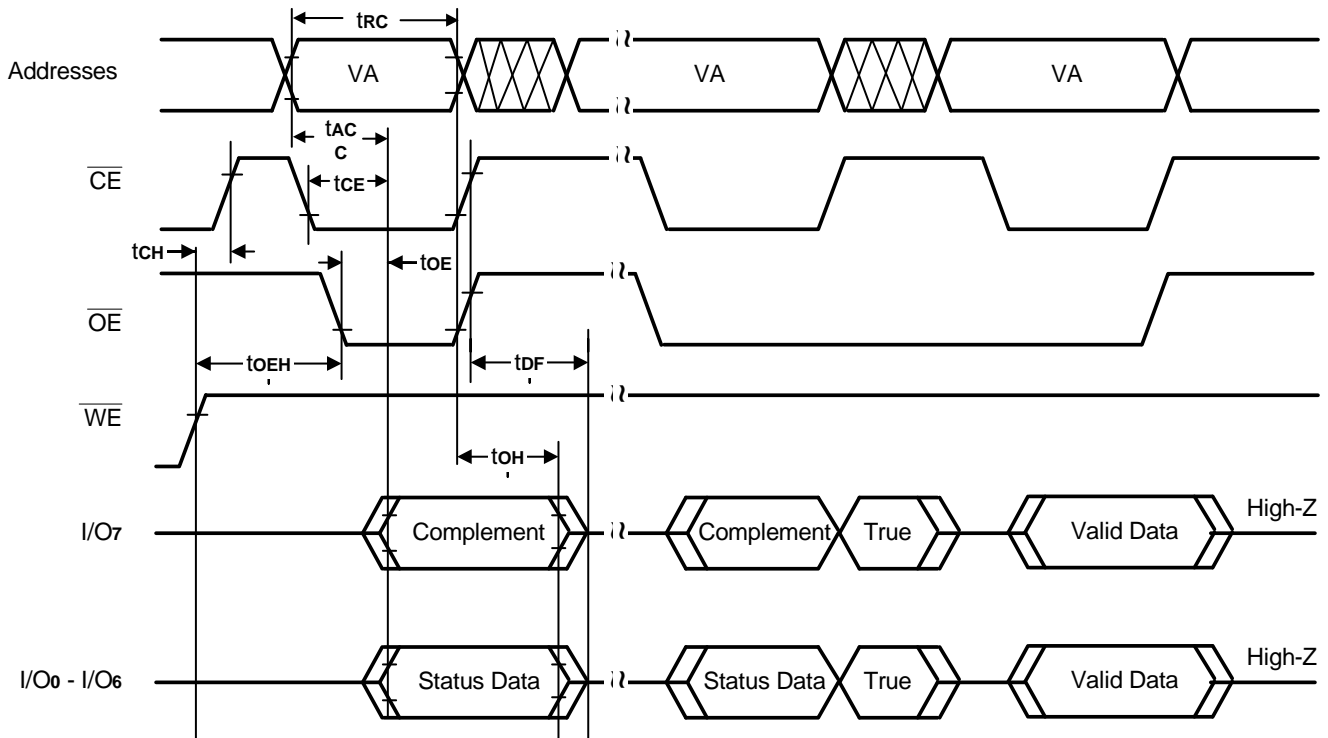 tRC
Addresses
VA
VA
VA
tAC
C
CE
tCE
tCH
tOE
OE
tOEH
tDF
WE
tOH
I/O7
Complement
Complement
True
Valid Data
High-Z
I/O0 - I/O6
Status Data
Status Data
True
Valid Data
High-Z